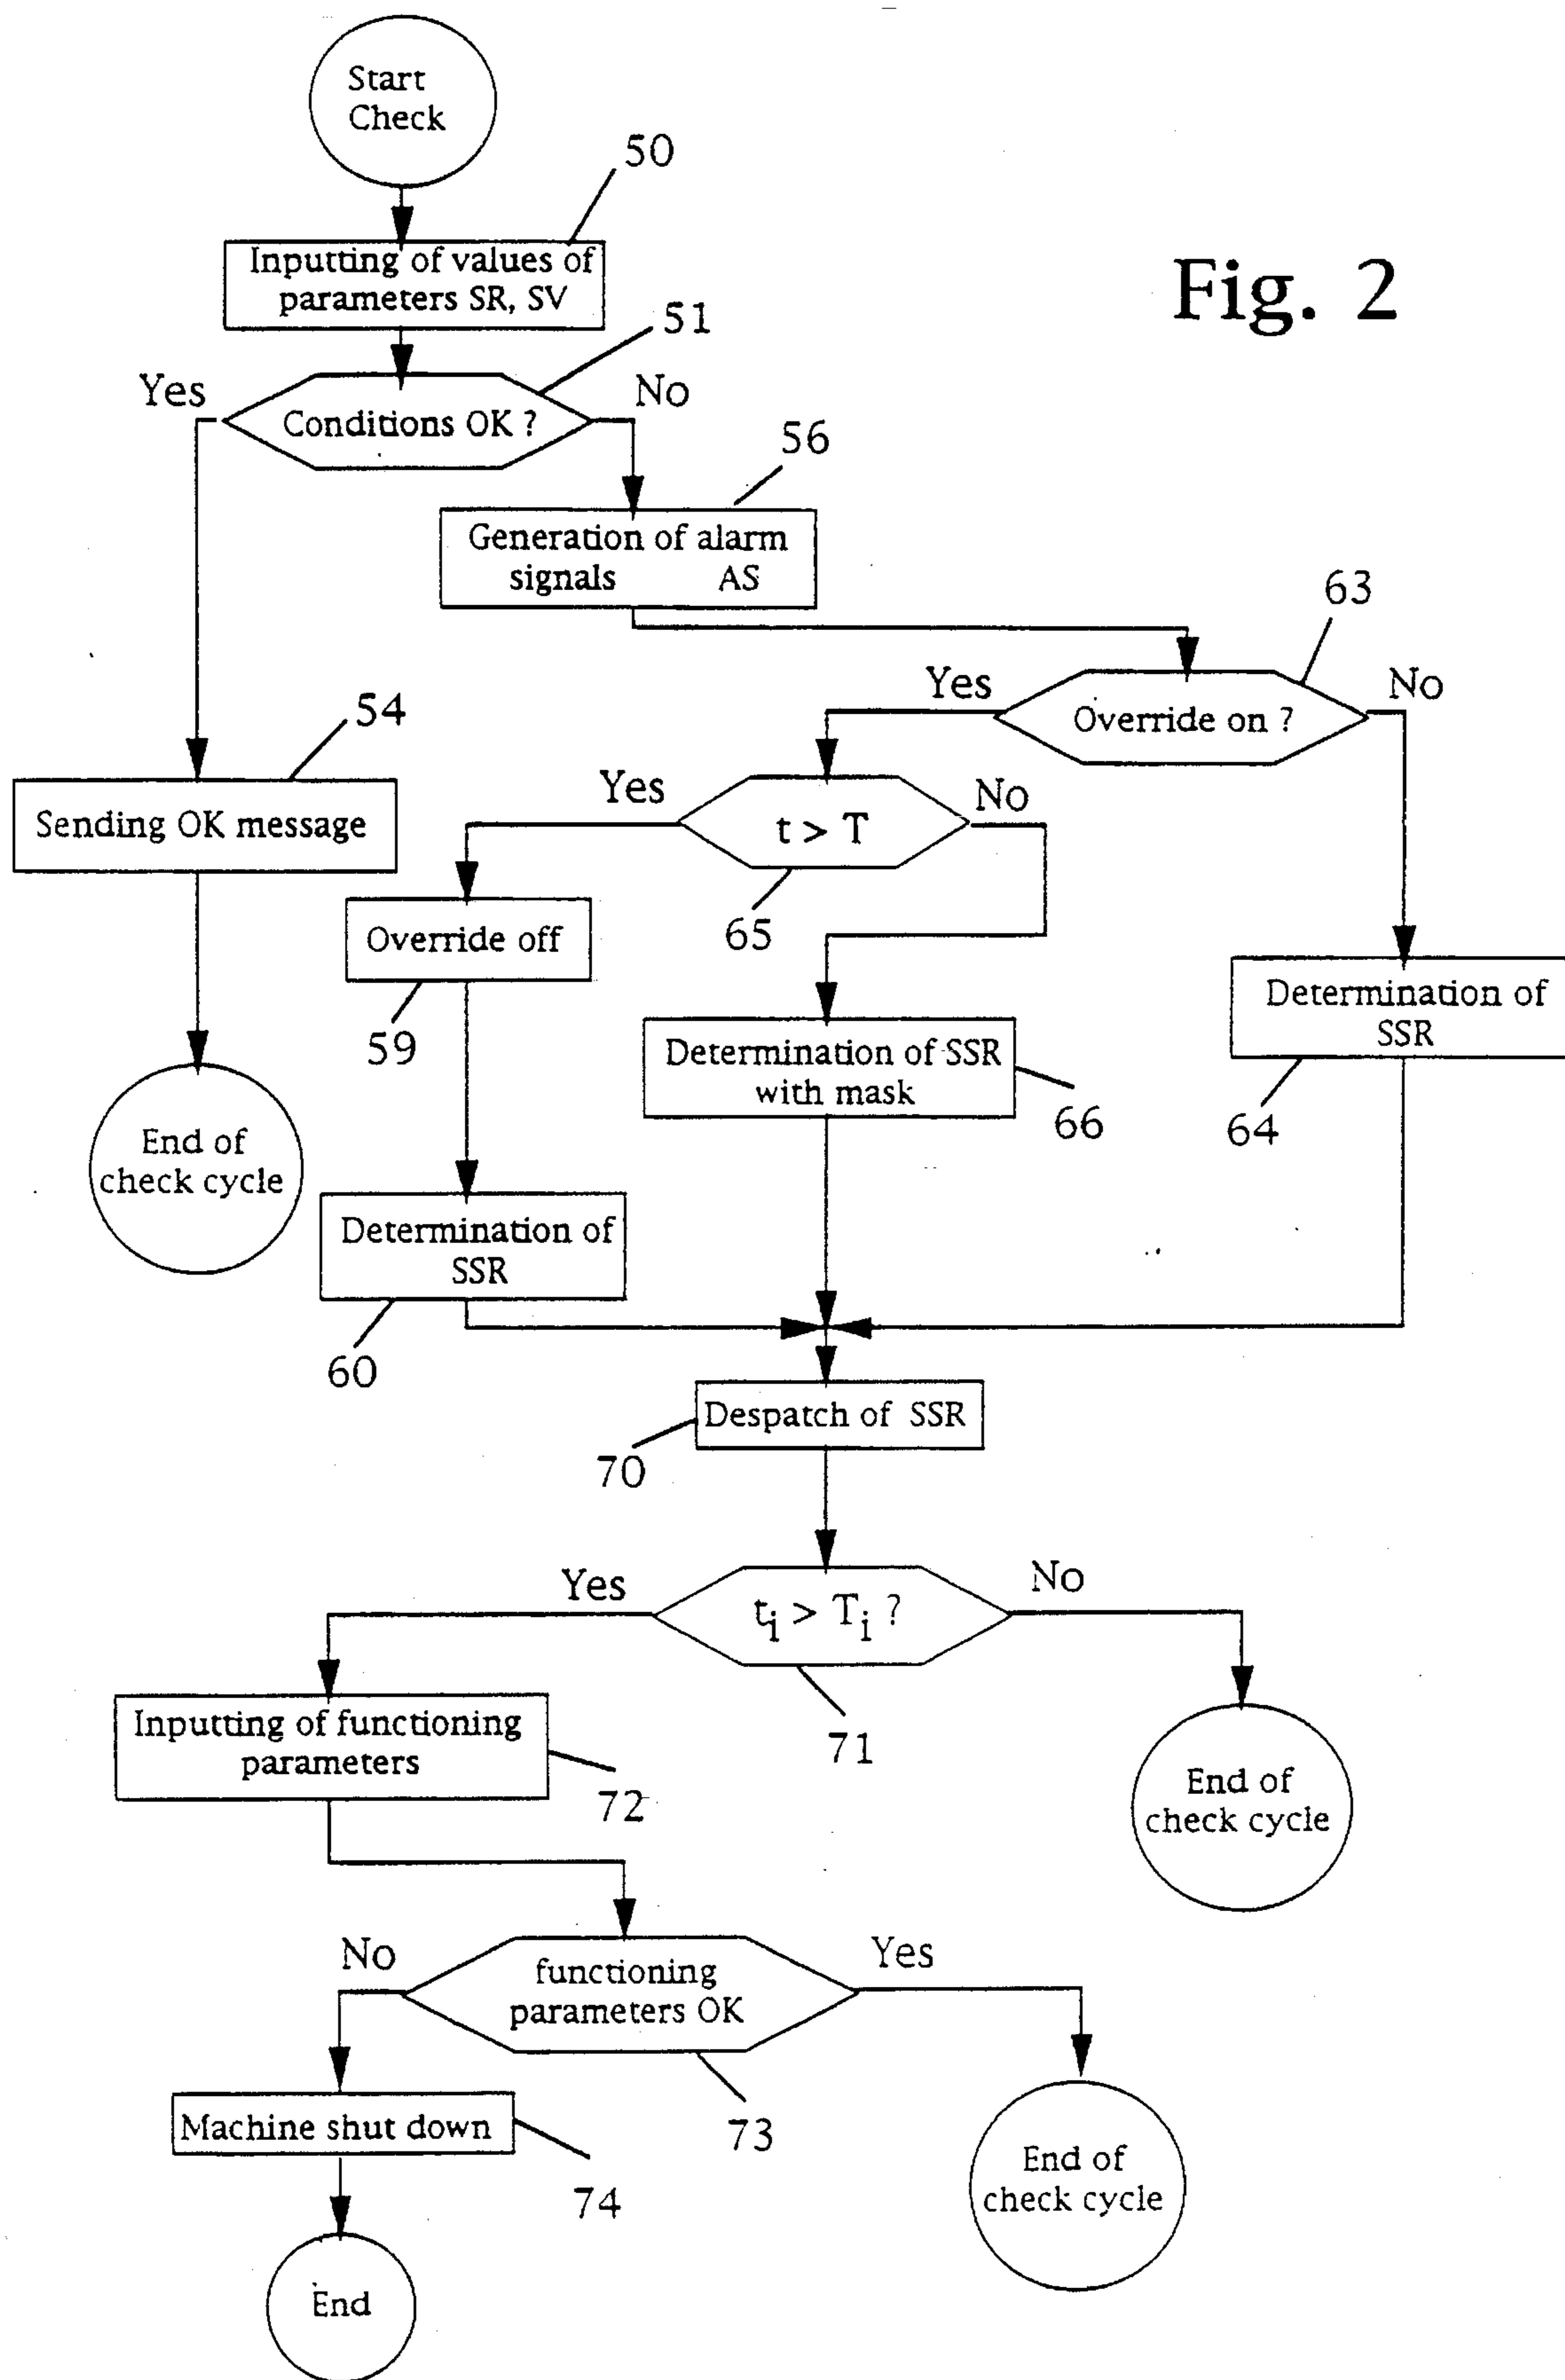 Start
Check
50
Inputting of values of
parameters SR, SV
Fig. 2
51
Yes
No
Conditions OK ?
56
Generation of alarm
signals AS
63
Yes
No
Override on ?
54
Sending OK message
Yes
No
t > T
65
Override off
59
Determination of SSR
with mask
66
Determination of
SSR
64
End of
check cycle
Determination of
SSR
60
Despatch of SSR
70
Yes
No
ti > Ti ?
71
Inputting of functioning
parameters
72
End of
check cycle
No
Yes
functioning
parameters OK
73
Machine shut down
74
End of
check cycle
End